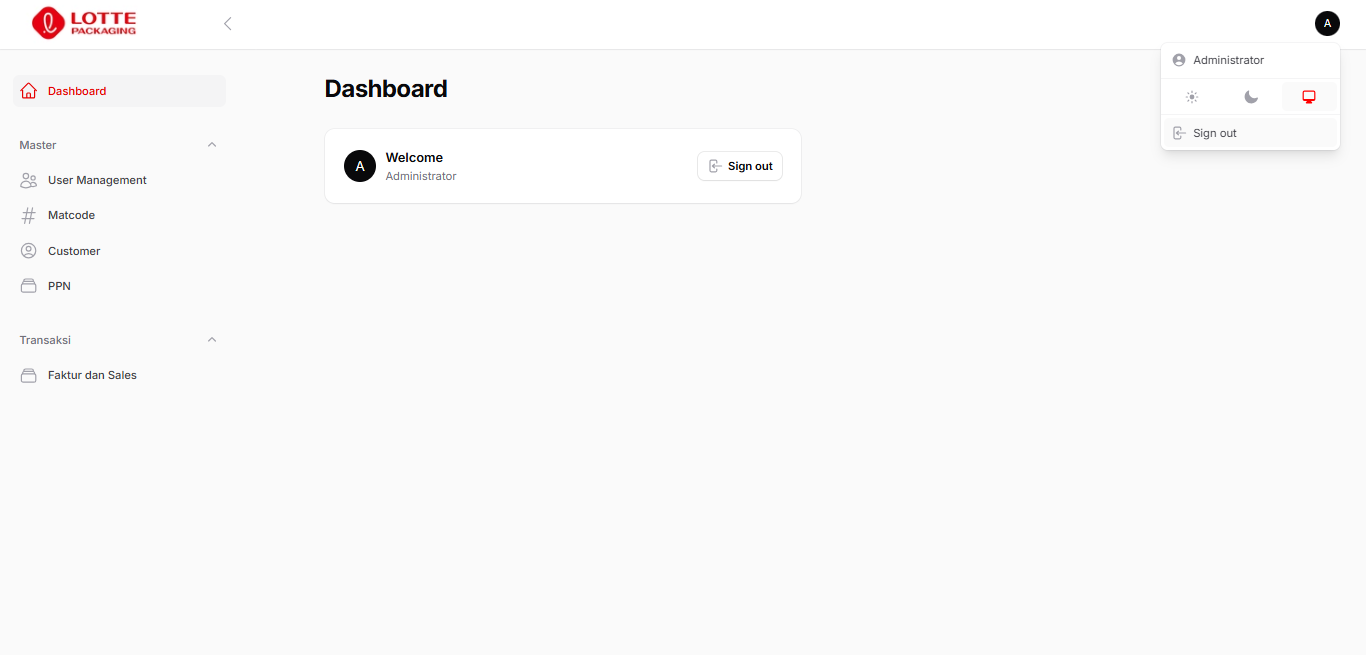 LOTTE
PACKAGING
A
Administrator
Sign out
Dashboard
Master
User Management
Matcode
Customer
PPN
Transaksi
Faktur dan Sales
Dashboard
A
Welcome
Administrator
Sign out